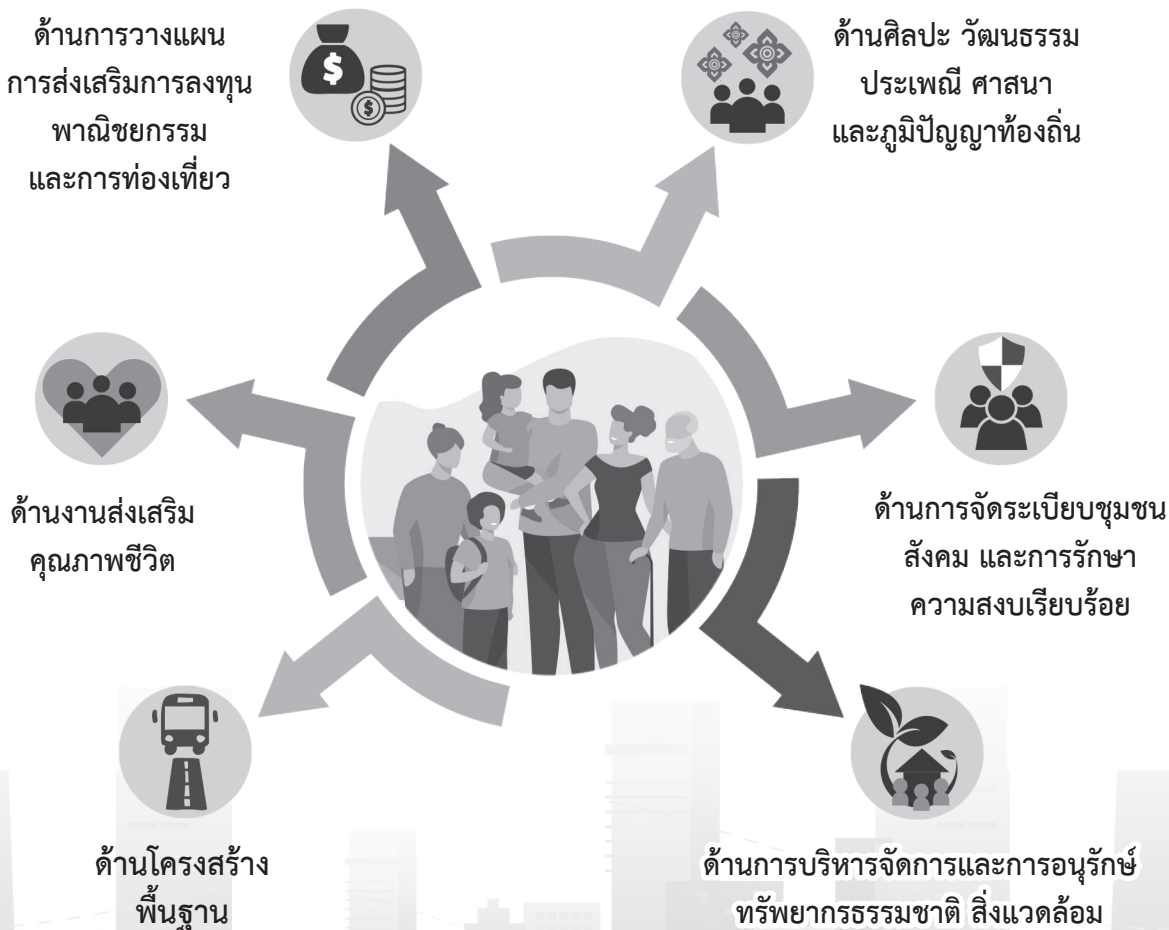 ด้านการวางแผน
การส่งเสริมการลงทุน
พาณิชยกรรม
และการท่องเที่ยว
ด้านศิลปะ วัฒนธรรม
ประเพณี ศาสนา
และภูมิปัญญาท้องถิ่น
ด้านงานส่งเสริม
คุณภาพชีวิต
ด้านการจัดระเบียบชุมชน
สังคม และการรักษา
ความสงบเรียบร้อย
ด้านโครงสร้าง
พื้นฐาน
ด้านการบริหารจัดการและการอนุรักษ์
ทรัพยากรธรรมชาติ สิ่งแวดล้อม